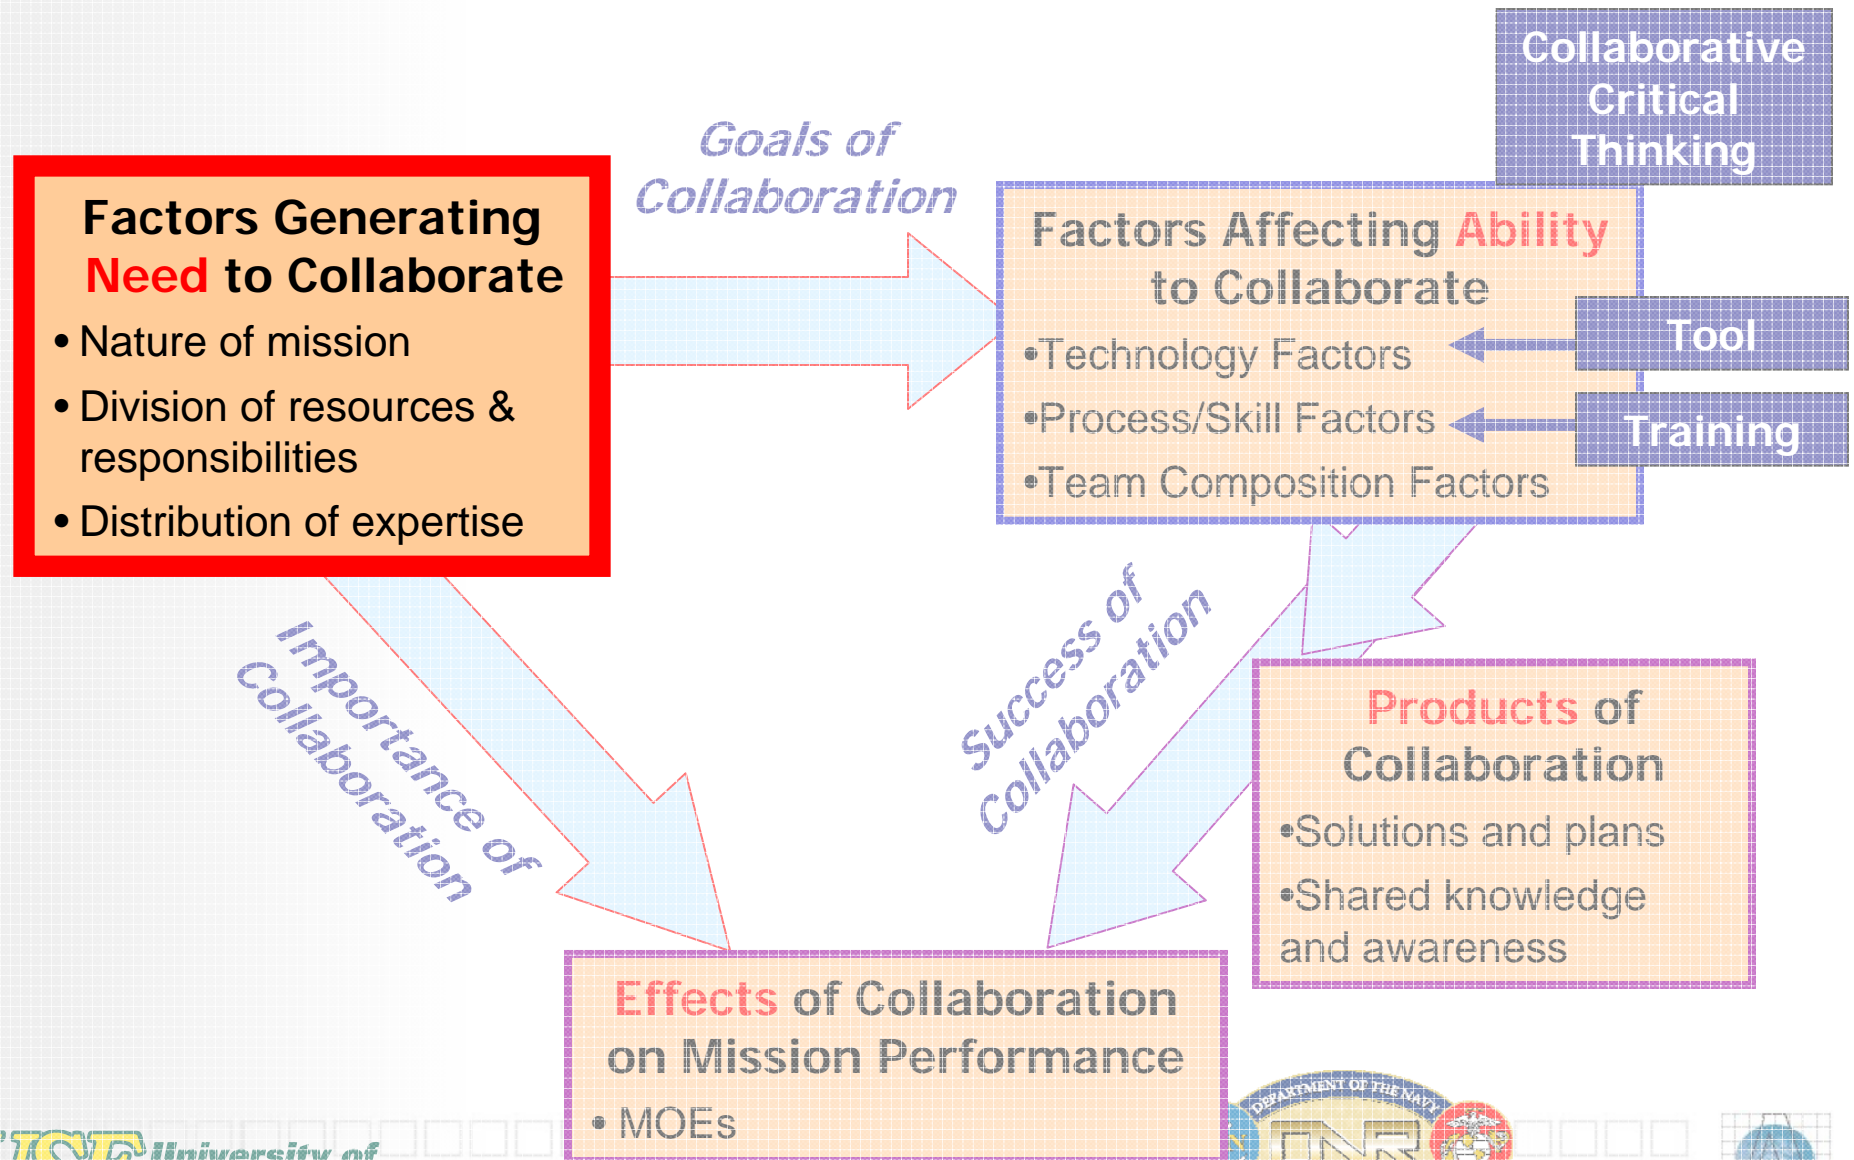 Collaborative
Critical
Thinking
Goals of
Collaboration
Factors Generating
Need to Collaborate
• Nature of mission
• Division of resources &
responsibilities
• Distribution of expertise
Factors Affecting Ability
to Collaborate
•Technology Factors
•Process/Skill Factors
•Team Composition Factors
Tool
Training
Importance of
Collaboration
Success of
Collaboration
Products of
Collaboration
•Solutions and plans
•Shared knowledge
and awareness
Effects of Collaboration
on Mission Performance
• MOEs
University of
DEPARTMENT OF THE NAVY